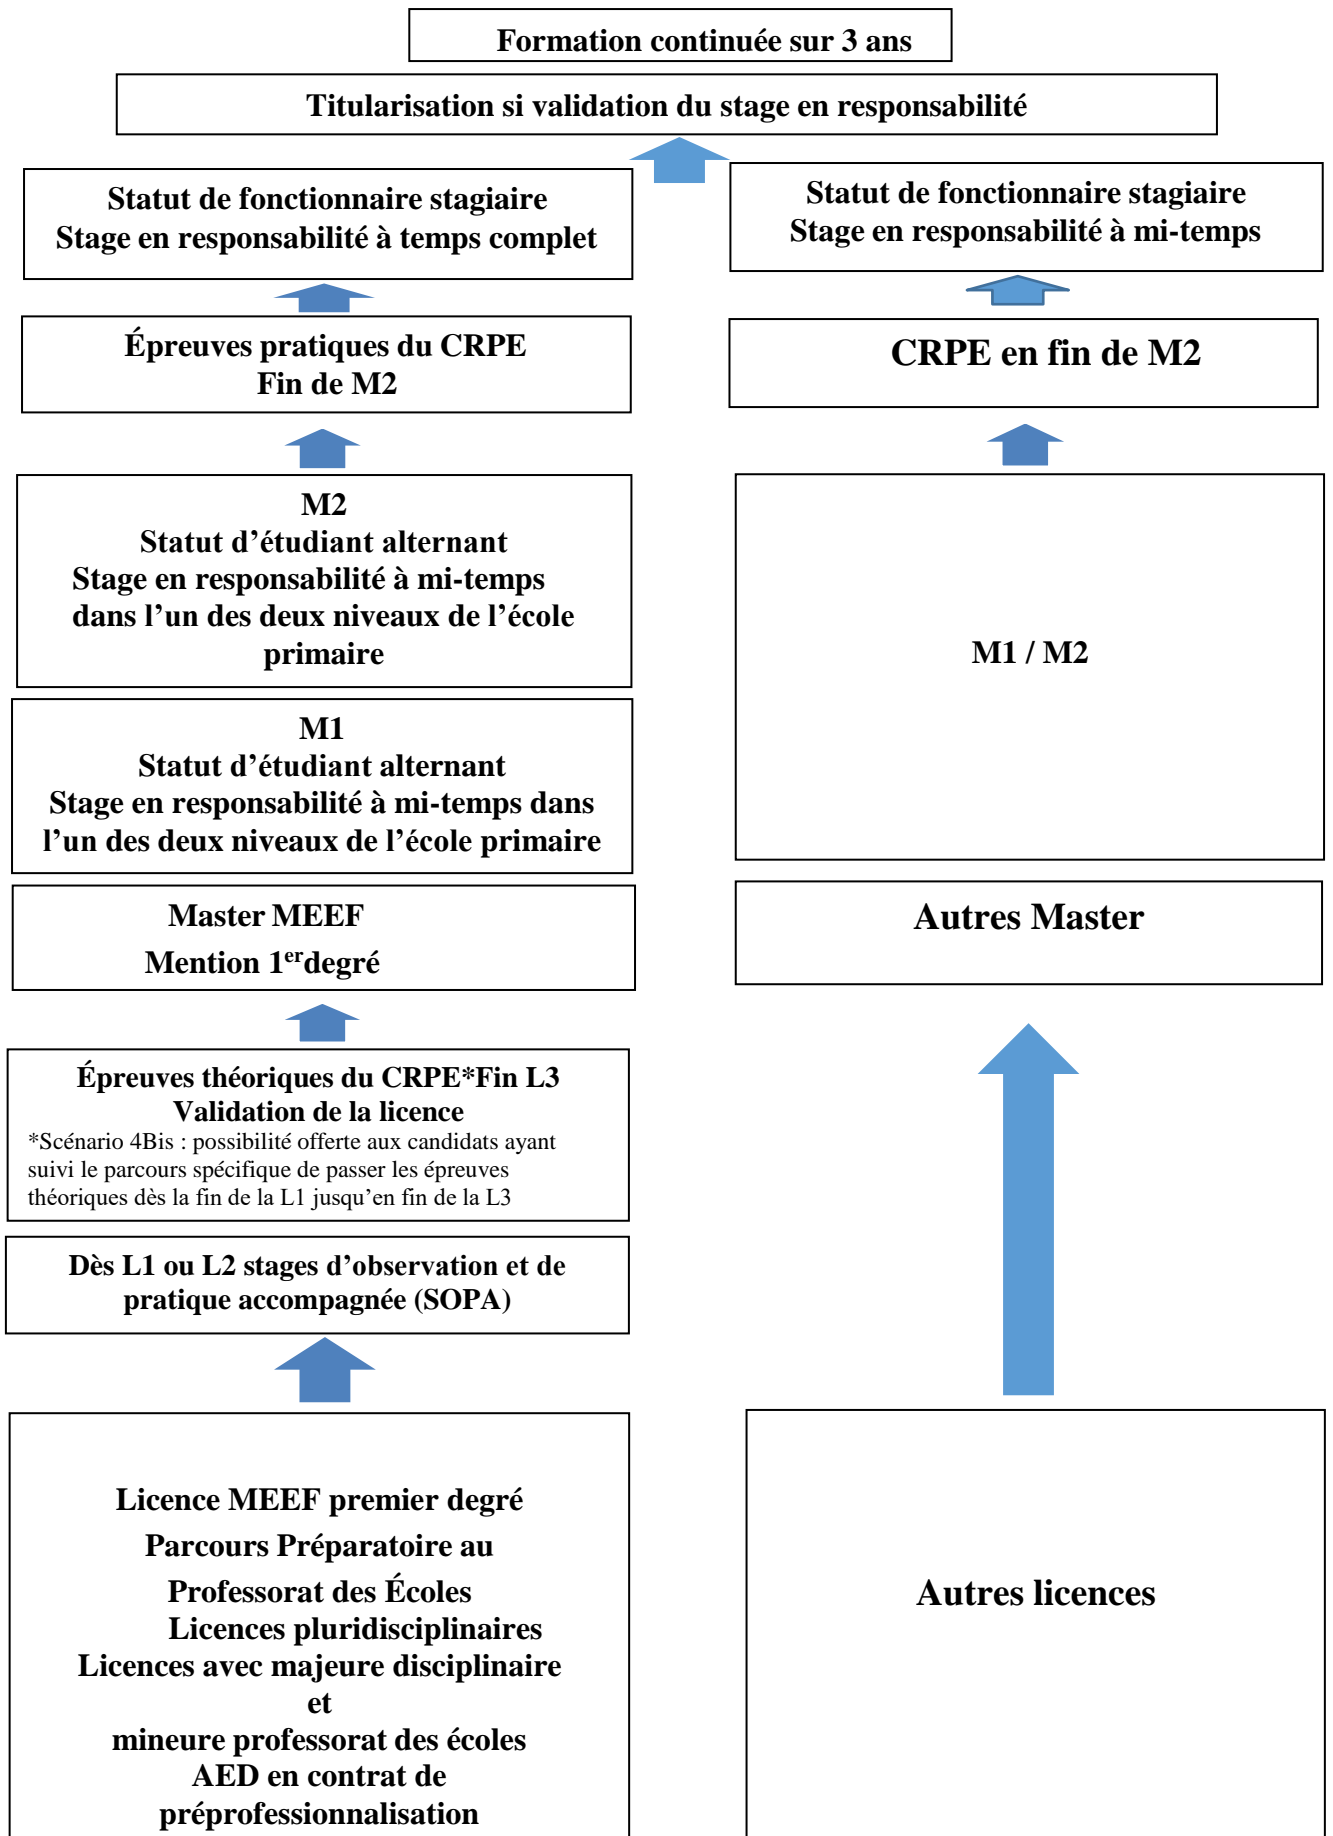 Formation continuée sur 3 ans
Titularisation si validation du stage en responsabilité
Statut de fonctionnaire stagiaire
Stage en responsabilité à temps complet
Statut de fonctionnaire stagiaire
Stage en responsabilité à mi-temps
Épreuves pratiques du CRPE
Fin de M2
CRPE en fin de M2
M2
Statut d’étudiant alternant
Stage en responsabilité à mi-temps
dans l’un des deux niveaux de l’école
primaire
M1 / M2
M1
Statut d’étudiant alternant
Stage en responsabilité à mi-temps dans
l’un des deux niveaux de l’école primaire
Master MEEF
Mention 1erdegré
Autres Master
Épreuves théoriques du CRPE*Fin L3
Validation de la licence
*Scénario 4Bis : possibilité offerte aux candidats ayant
suivi le parcours spécifique de passer les épreuves
théoriques dès la fin de la L1 jusqu’en fin de la L3
Dès L1 ou L2 stages d’observation et de
pratique accompagnée (SOPA)
Licence MEEF premier degré
Parcours Préparatoire au
Professorat des Écoles
Licences pluridisciplinaires
Licences avec majeure disciplinaire
et
mineure professorat des écoles
AED en contrat de
préprofessionnalisation
Autres licences